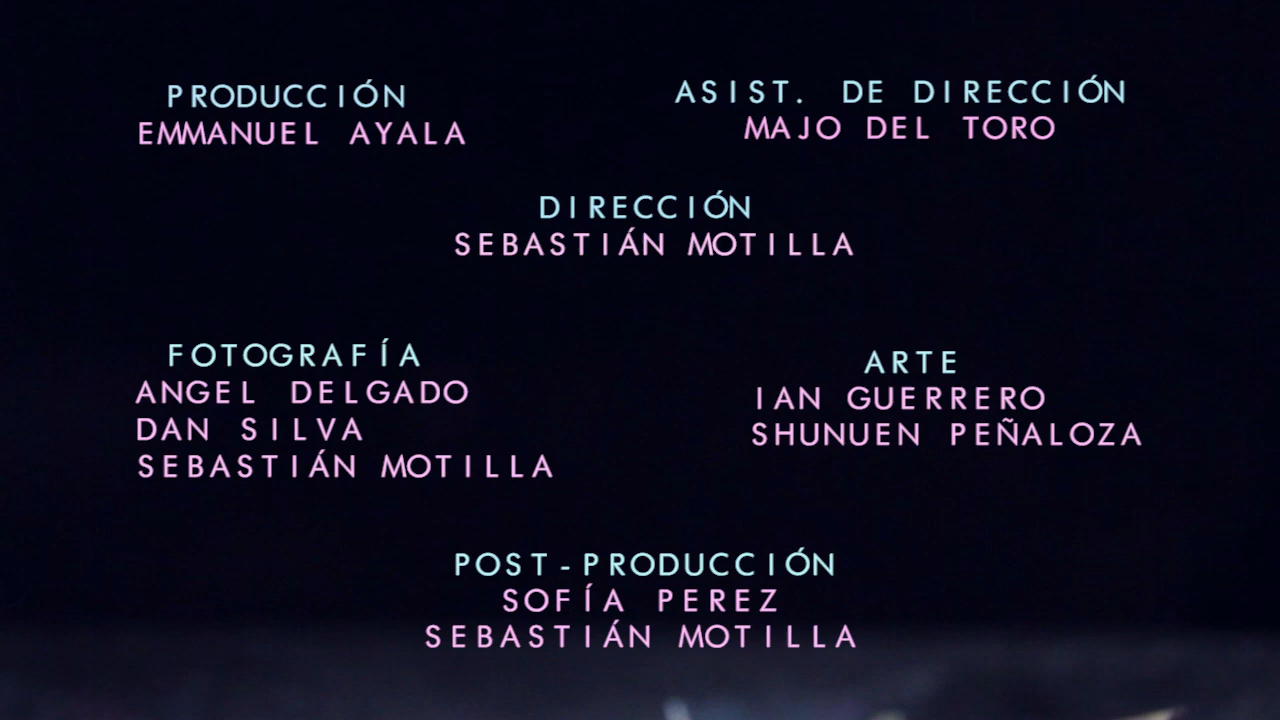 PRODUCCIÓN
EMMANUEL AYALA
ASIST. DE DIRECCIÓN
MAJO DEL TORO
DIRECCIÓN
SEBASTIÁN MOTILLA
FOTOGRAFÍA
ANGEL DELGADO
DAN SILVA
SEBASTIÁN MOTILLA
ARTE
IAN GUERRERO
SHUNUEN PEÑALOZA
POST-PRODUCCIÓN
SOFÍA PEREZ
SEBASTIÁN MOTILLA